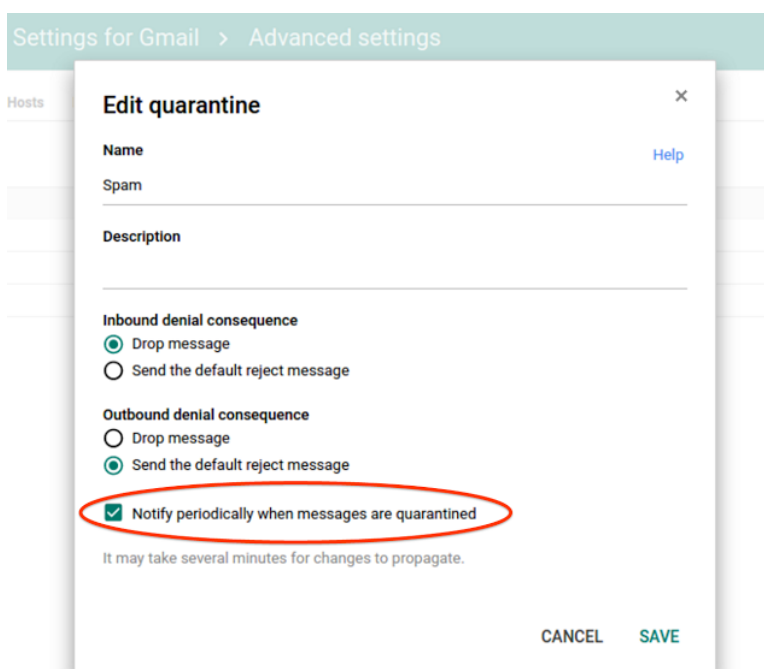 Settings for Gmail > Advanced settings
Hosts
Edit quarantine
×
Name
Help
Spam
Description
Inbound denial consequence
Drop message
Send the default reject message
Outbound denial consequence
Drop message
Send the default reject message
Notify periodically when messages are quarantined
It may take several minutes for changes to propagate.
CANCEL SAVE